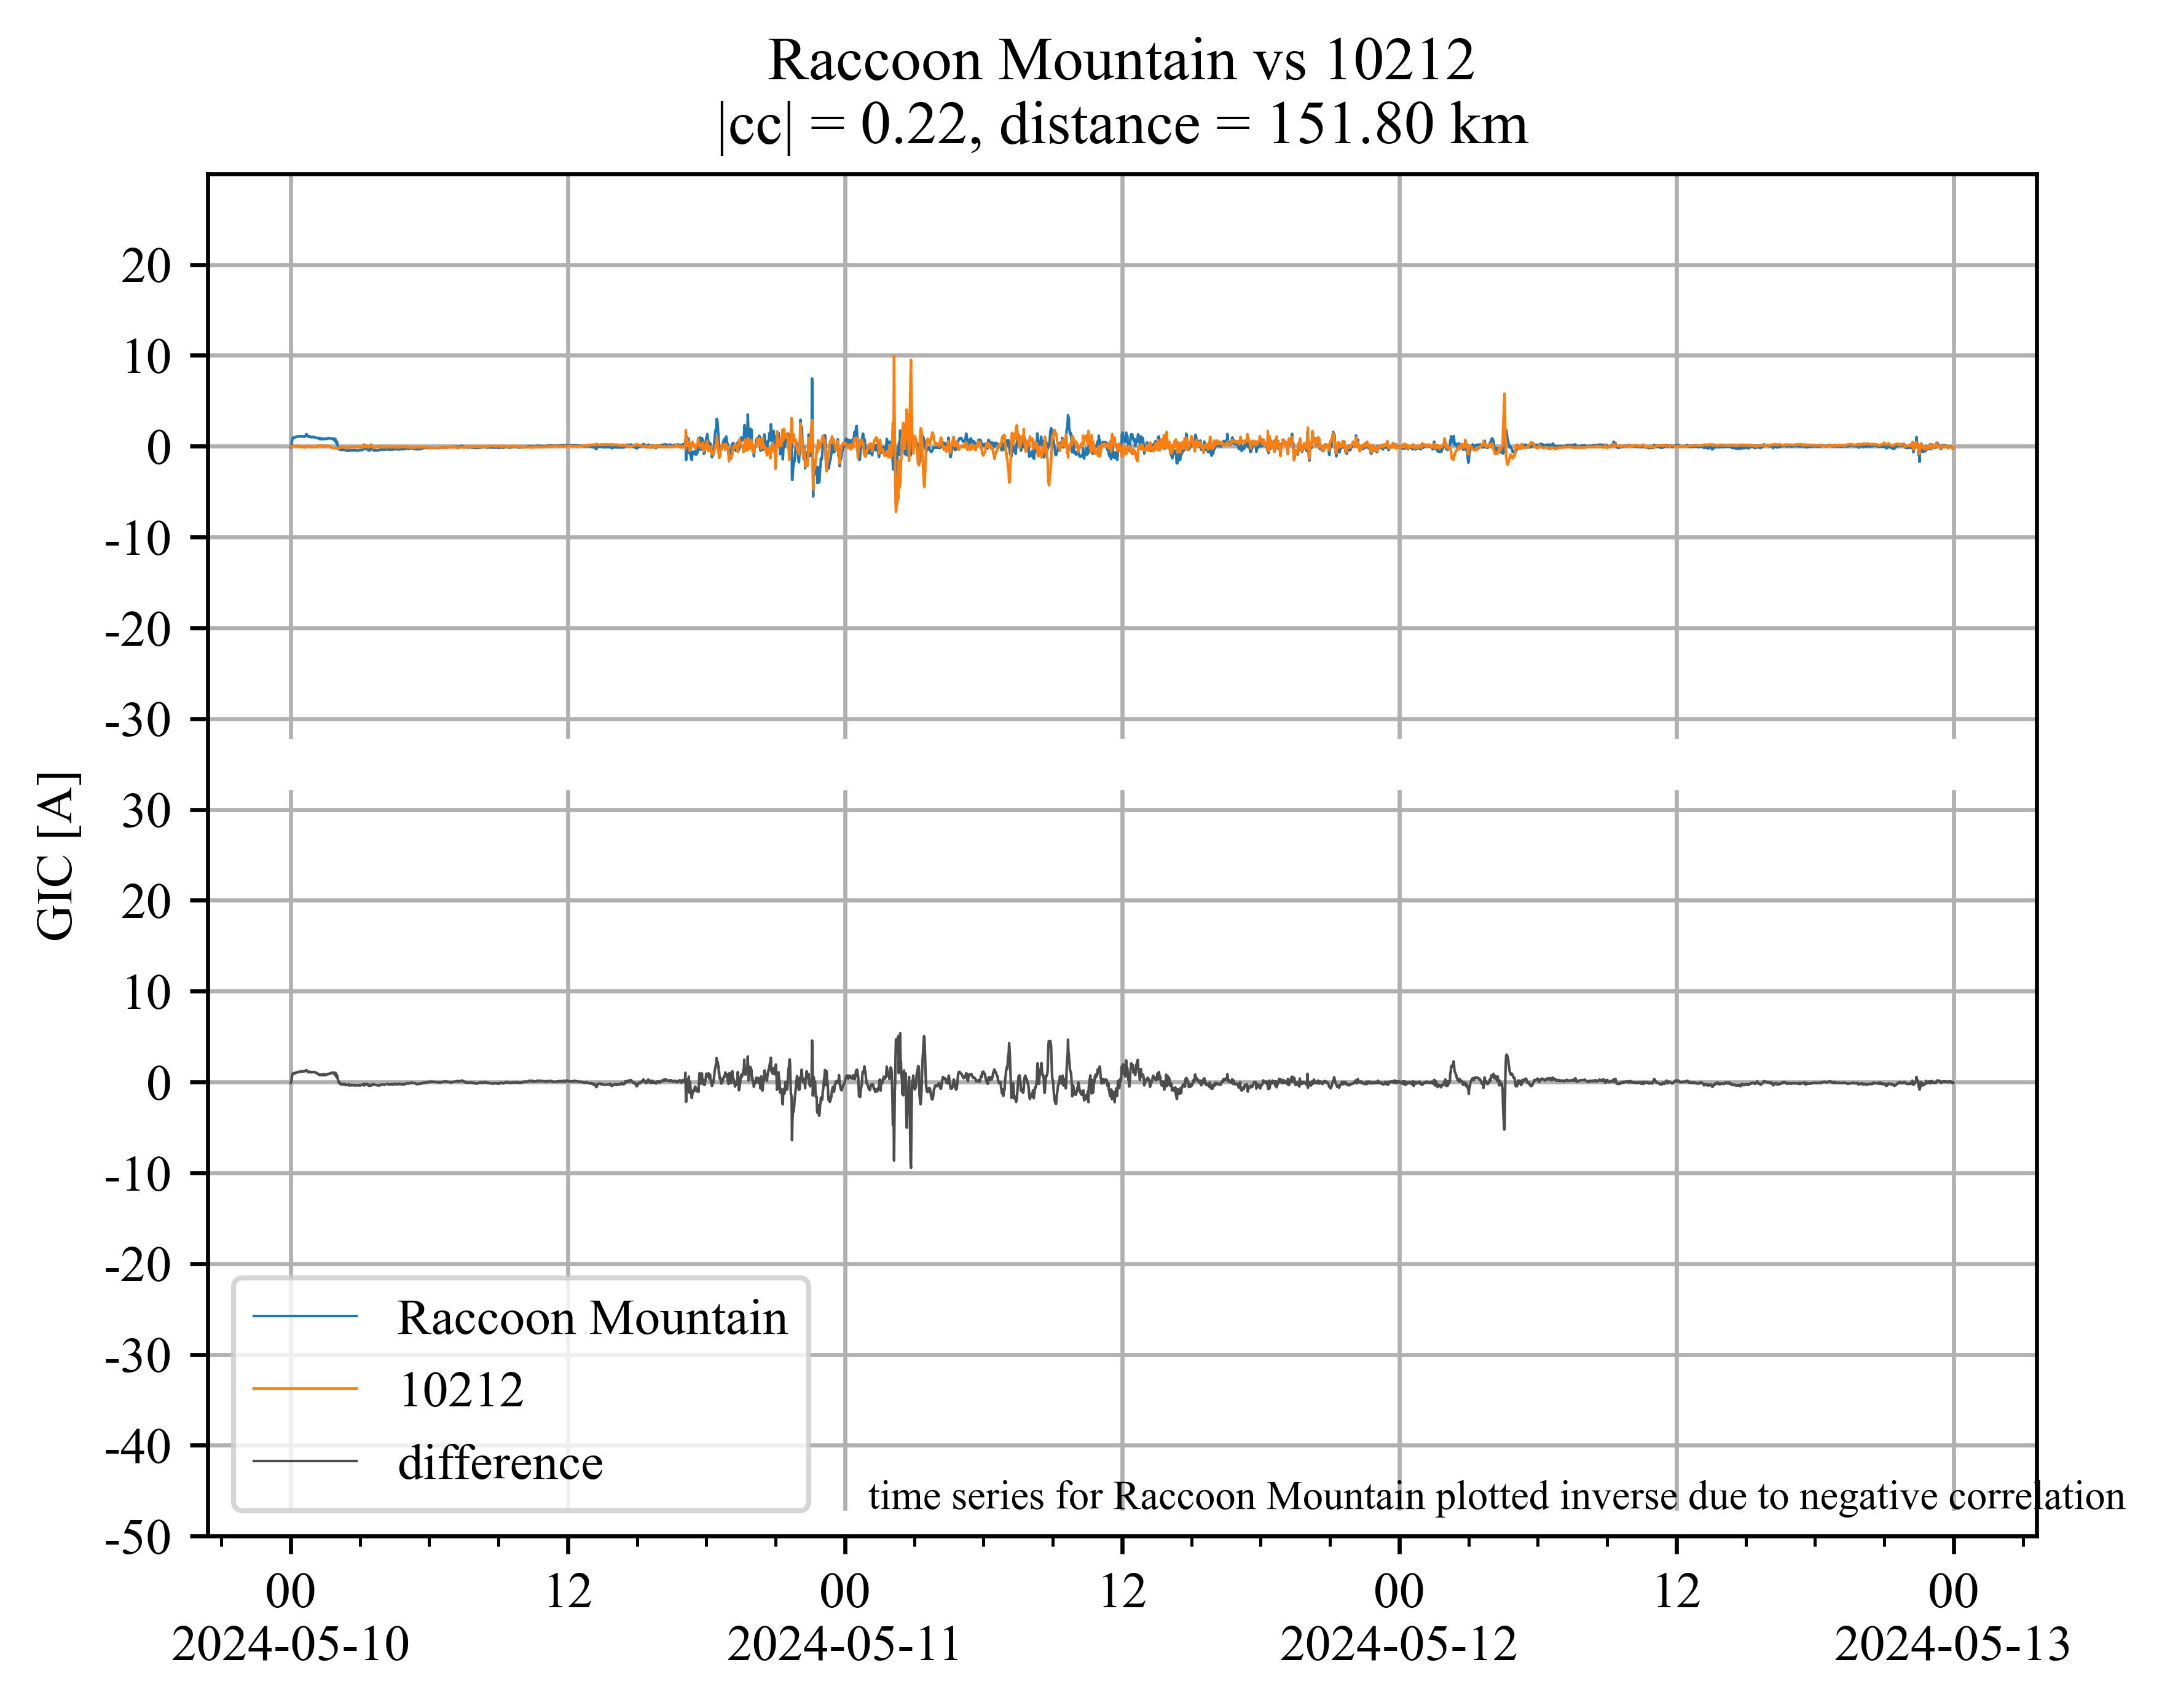 Raccoon Mountain vs 10212
|cc| = 0.22, distance = 151.80 km
20
10
0
-10
-20
-30
30
20
10
0
-10
-20
-30
-40
-50
GIC [A]
Raccoon Mountain
10212
difference
time series for Raccoon Mountain plotted inverse due to negative correlation
00 12 00 12 00 12 00
2024-05-10 2024-05-11 2024-05-12 2024-05-13